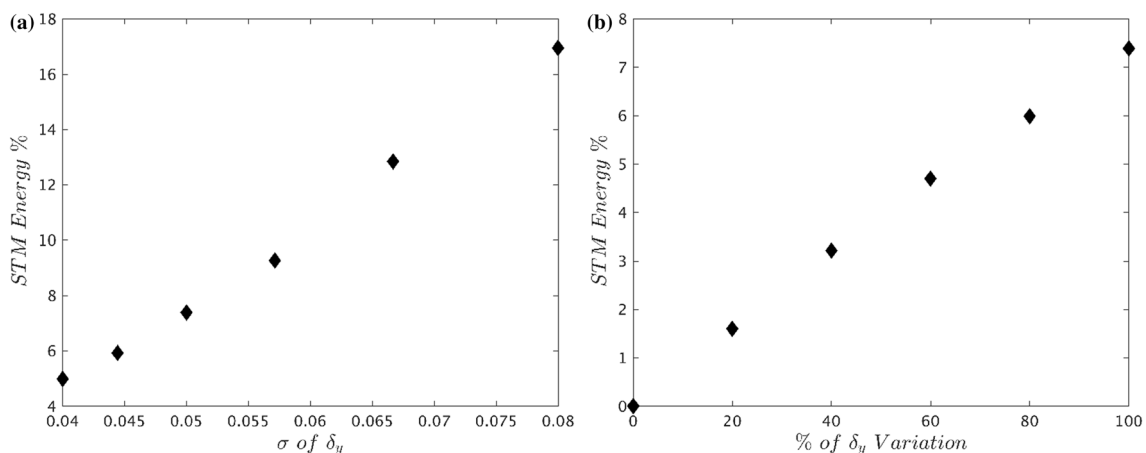 (a)
18
16
14
12
10
8
6
4
STM Energy %
0.04 0.045 0.05 0.055 0.06 0.065 0.07 0.075 0.08
σ of δy
(b)
8
7
6
5
4
3
2
1
0
STM Energy %
0 20 40 60 80 100
% of δy Variation